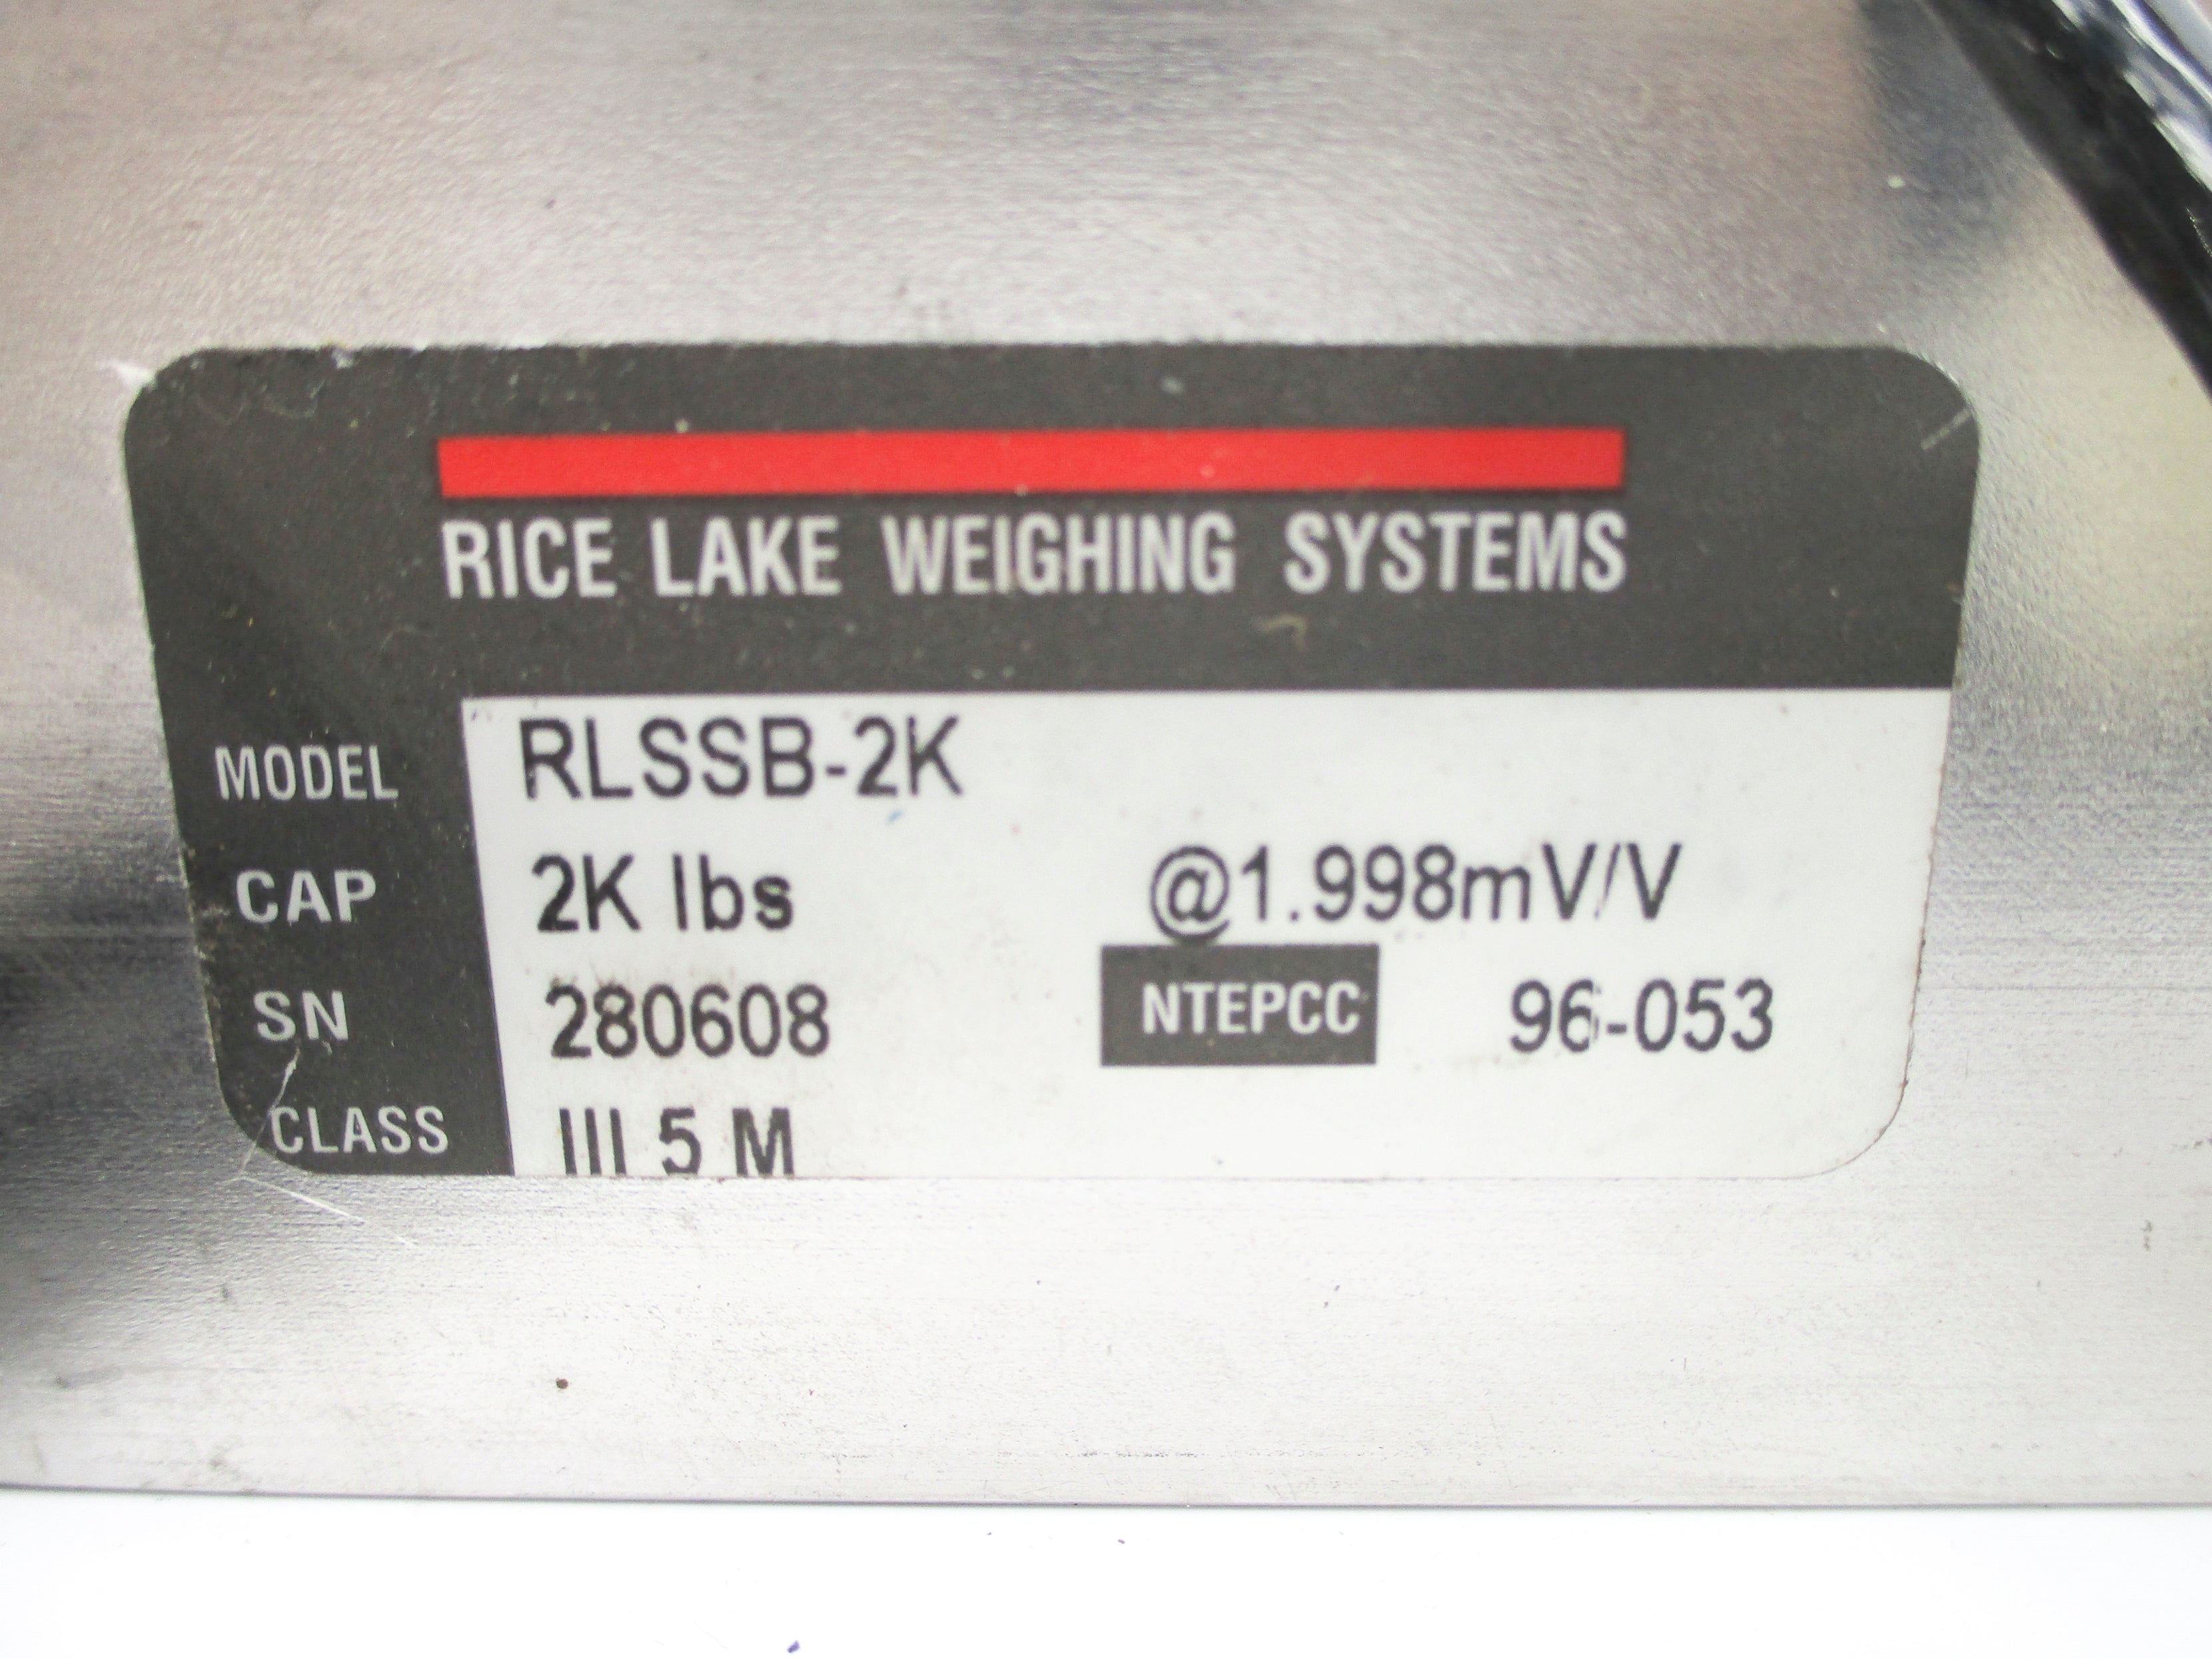 RICE LAKE WEIGHING SYSTEMS
MODEL RLSSB-2K
CAP 2K lbs @1.998mV/V
SN 280608 NTEPCC 96-053
CLASS III 5 M